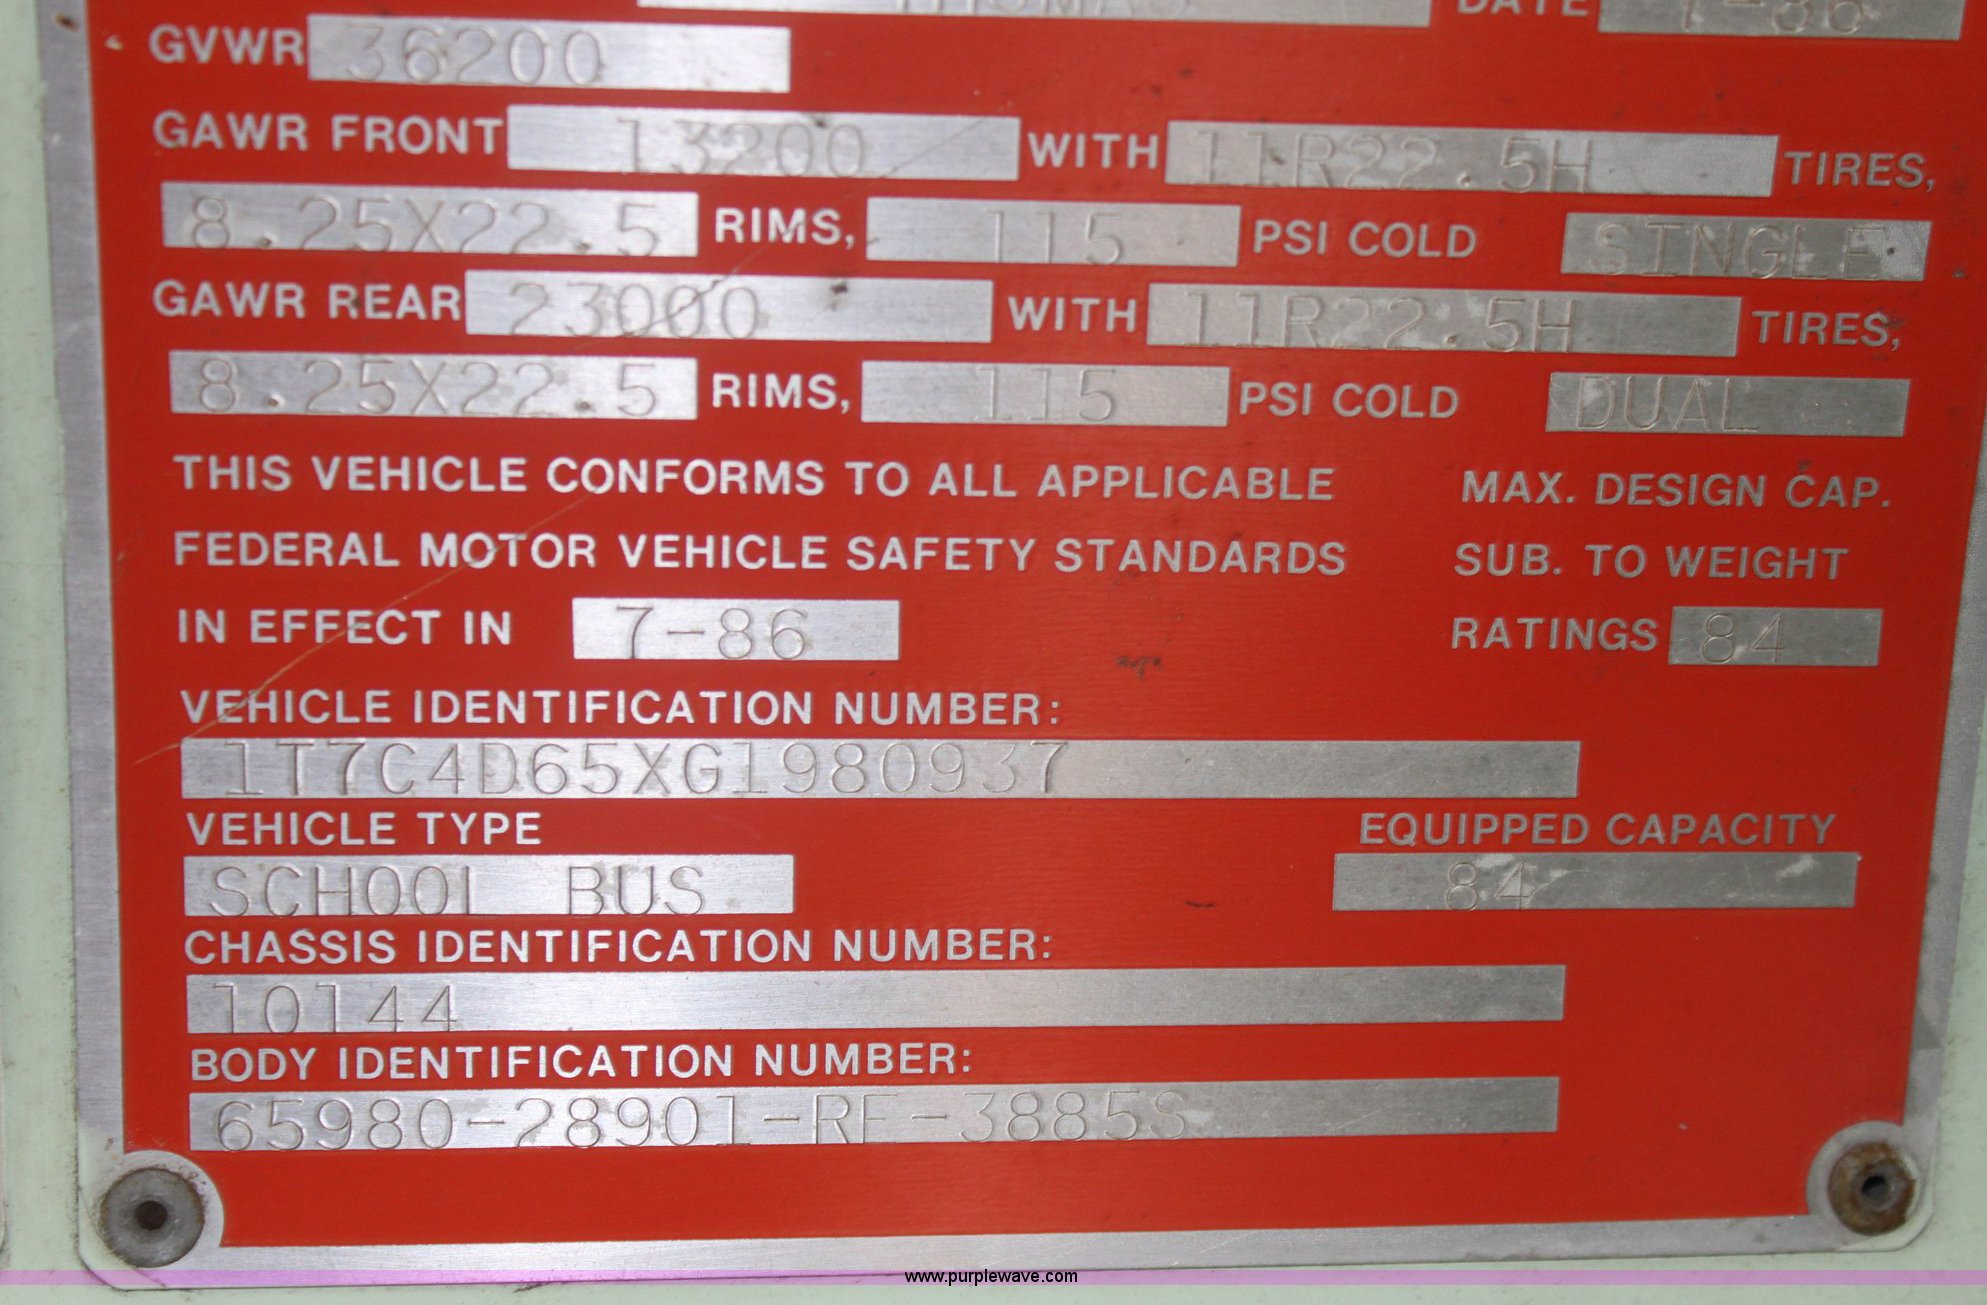 THOMAS DATE 7-86
GVWR 36200
GAWR FRONT 13200 WITH 11R22.5H TIRES,
8.25X22.5 RIMS, 115 PSI COLD SINGLE
GAWR REAR 23000 WITH 11R22.5H TIRES,
8.25X22.5 RIMS, 115 PSI COLD DUAL
THIS VEHICLE CONFORMS TO ALL APPLICABLE MAX. DESIGN CAP.
FEDERAL MOTOR VEHICLE SAFETY STANDARDS SUB. TO WEIGHT
IN EFFECT IN 7-86 RATINGS 84
VEHICLE IDENTIFICATION NUMBER:
1T7C4D65XG1980937
VEHICLE TYPE EQUIPPED CAPACITY
SCHOOL BUS 84
CHASSIS IDENTIFICATION NUMBER:
10144
BODY IDENTIFICATION NUMBER:
65980-28901-RF-3885S
www.purplewave.com